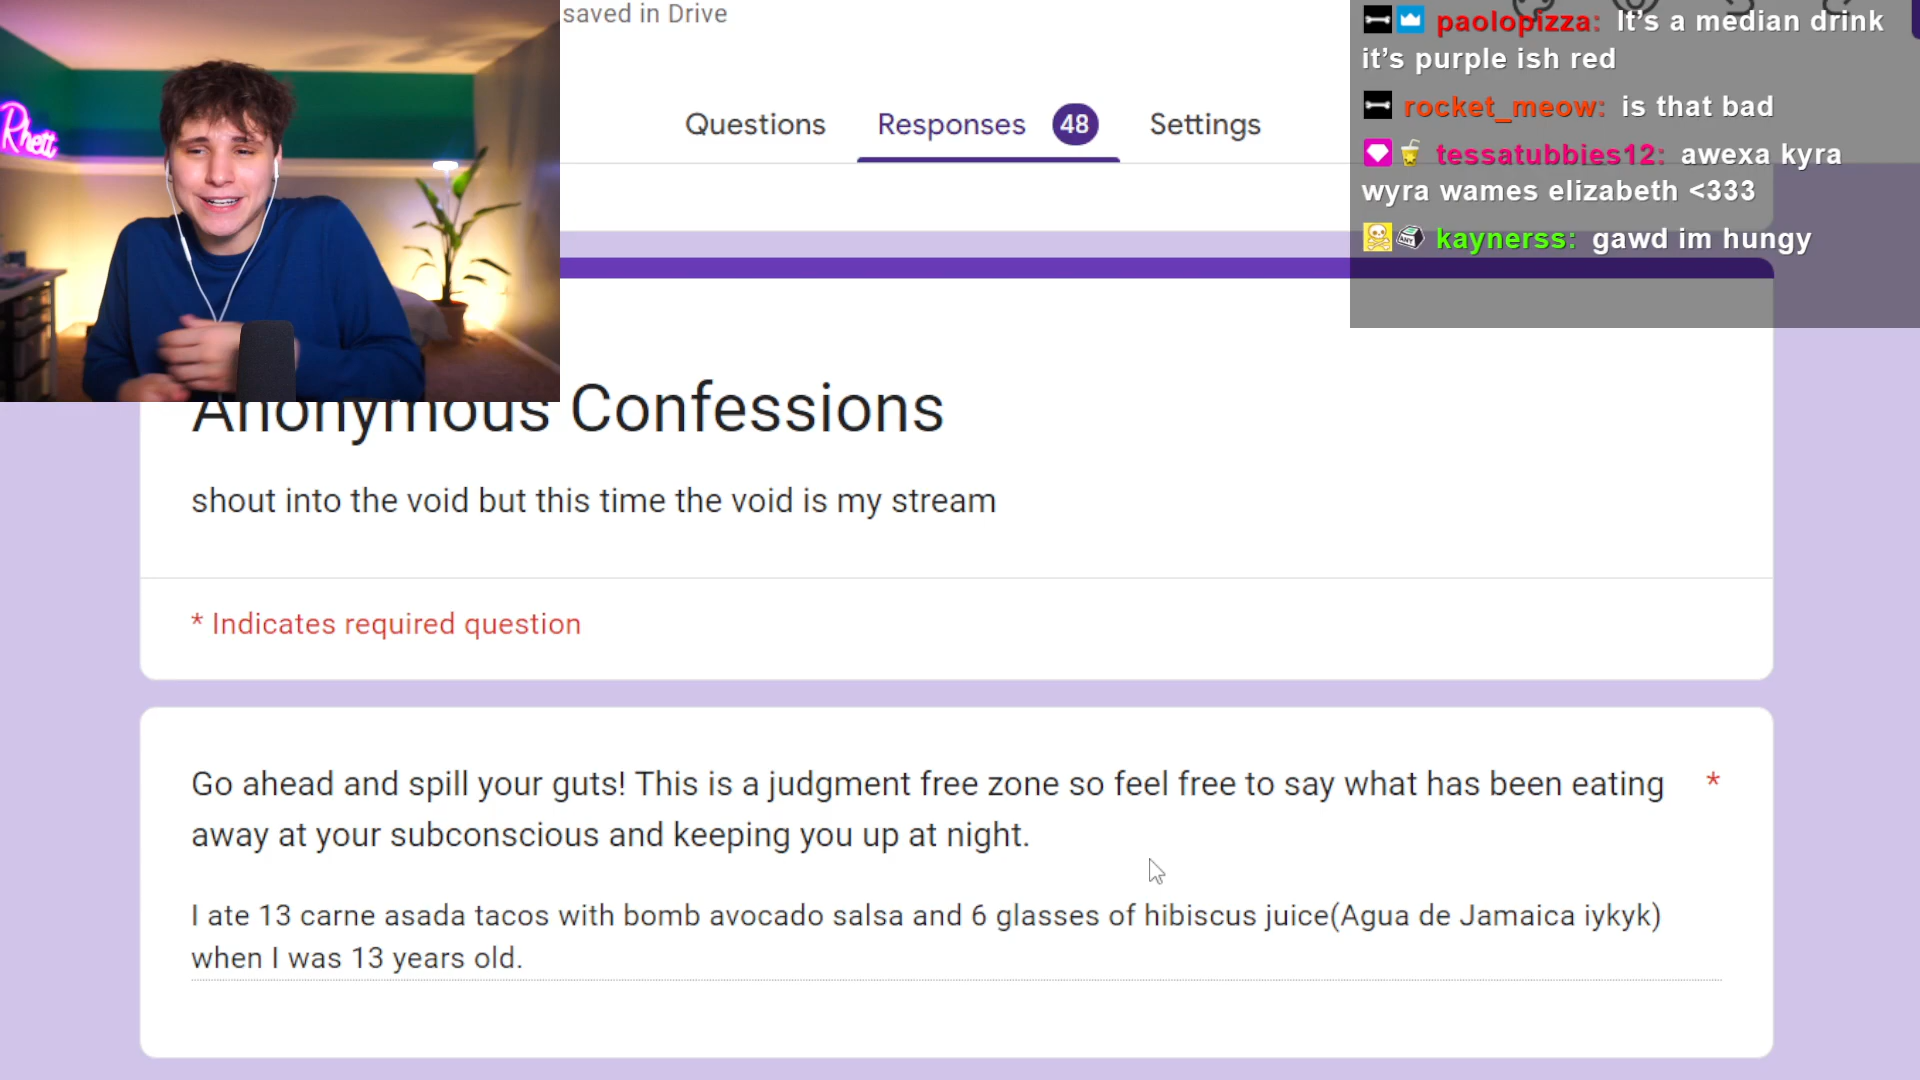 saved in Drive
Rhett
Questions Responses 48 Settings
paolopizza: It's a median drink
it's purple ish red
rocket_meow: is that bad
tessatubbies12: awexa kyra
wyra wames elizabeth <333
kaynerss: gawd im hungy
Anonymous Confessions
shout into the void but this time the void is my stream
* Indicates required question
Go ahead and spill your guts! This is a judgment free zone so feel free to say what has been eating *
away at your subconscious and keeping you up at night.
I ate 13 carne asada tacos with bomb avocado salsa and 6 glasses of hibiscus juice(Agua de Jamaica iykyk)
when I was 13 years old.